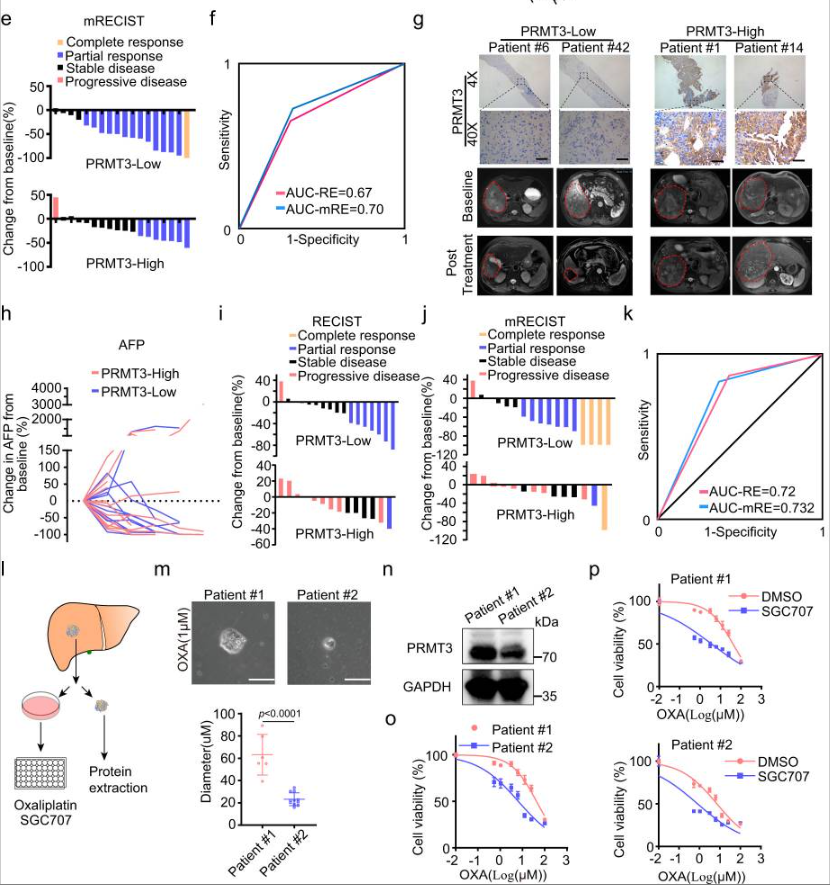 e
mRECIST
Complete response
Partial response
Stable disease
Progressive disease
Change from baseline(%)
50
0
-50
-100
PRMT3-Low
50
0
-50
-100
PRMT3-High
f
Sensitivity
1
0
1
1-Specificity
AUC-RE=0.67
AUC-mRE=0.70
g
PRMT3-Low
PRMT3-High
Patient #6
Patient #42
Patient #1
Patient #14
PRMT3
4X
40X
Baseline
Post
Treatment
h
AFP
PRMT3-High
PRMT3-Low
Change in AFP from
baseline (%)
4000
3000
2000
1000
150
100
50
0
-50
-100
i
RECIST
Complete response
Partial response
Stable disease
Progressive disease
Change from baseline(%)
40
0
-40
-80
PRMT3-Low
40
20
0
-20
-40
-60
PRMT3-High
j
mRECIST
Complete response
Partial response
Stable disease
Progressive disease
Change from baseline(%)
40
0
-40
-80
-120
PRMT3-Low
40
0
-40
-80
-120
PRMT3-High
k
Sensitivity
1
0
1
1-Specificity
AUC-RE=0.72
AUC-mRE=0.732
l
Oxaliplatin
SGC707
Protein
extraction
m
Patient #1
Patient #2
OXA(1μM)
p<0.0001
Diameter(uM)
100
80
60
40
20
0
Patient #1
Patient #2
n
Patient #1
Patient #2
kDa
PRMT3
70
GAPDH
35
o
Patient #1
Patient #2
Cell viability (%)
100
50
0
-2
-1
0
1
2
3
OXA(Log(μM))
p
Patient #1
DMSO
SGC707
Cell viability (%)
100
50
0
-2
-1
0
1
2
3
OXA(Log(μM))
Patient #2
DMSO
SGC707
Cell viability (%)
100
50
0
-2
-1
0
1
2
3
OXA(Log(μM))